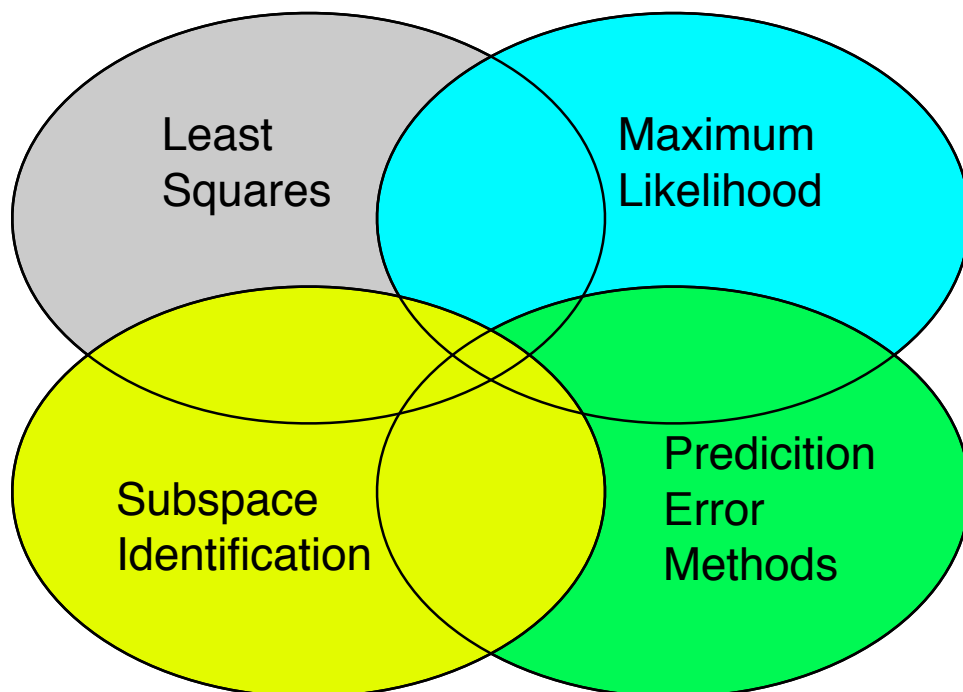 Least
Squares
Maximum
Likelihood
Subspace
Identification
Predicition
Error
Methods